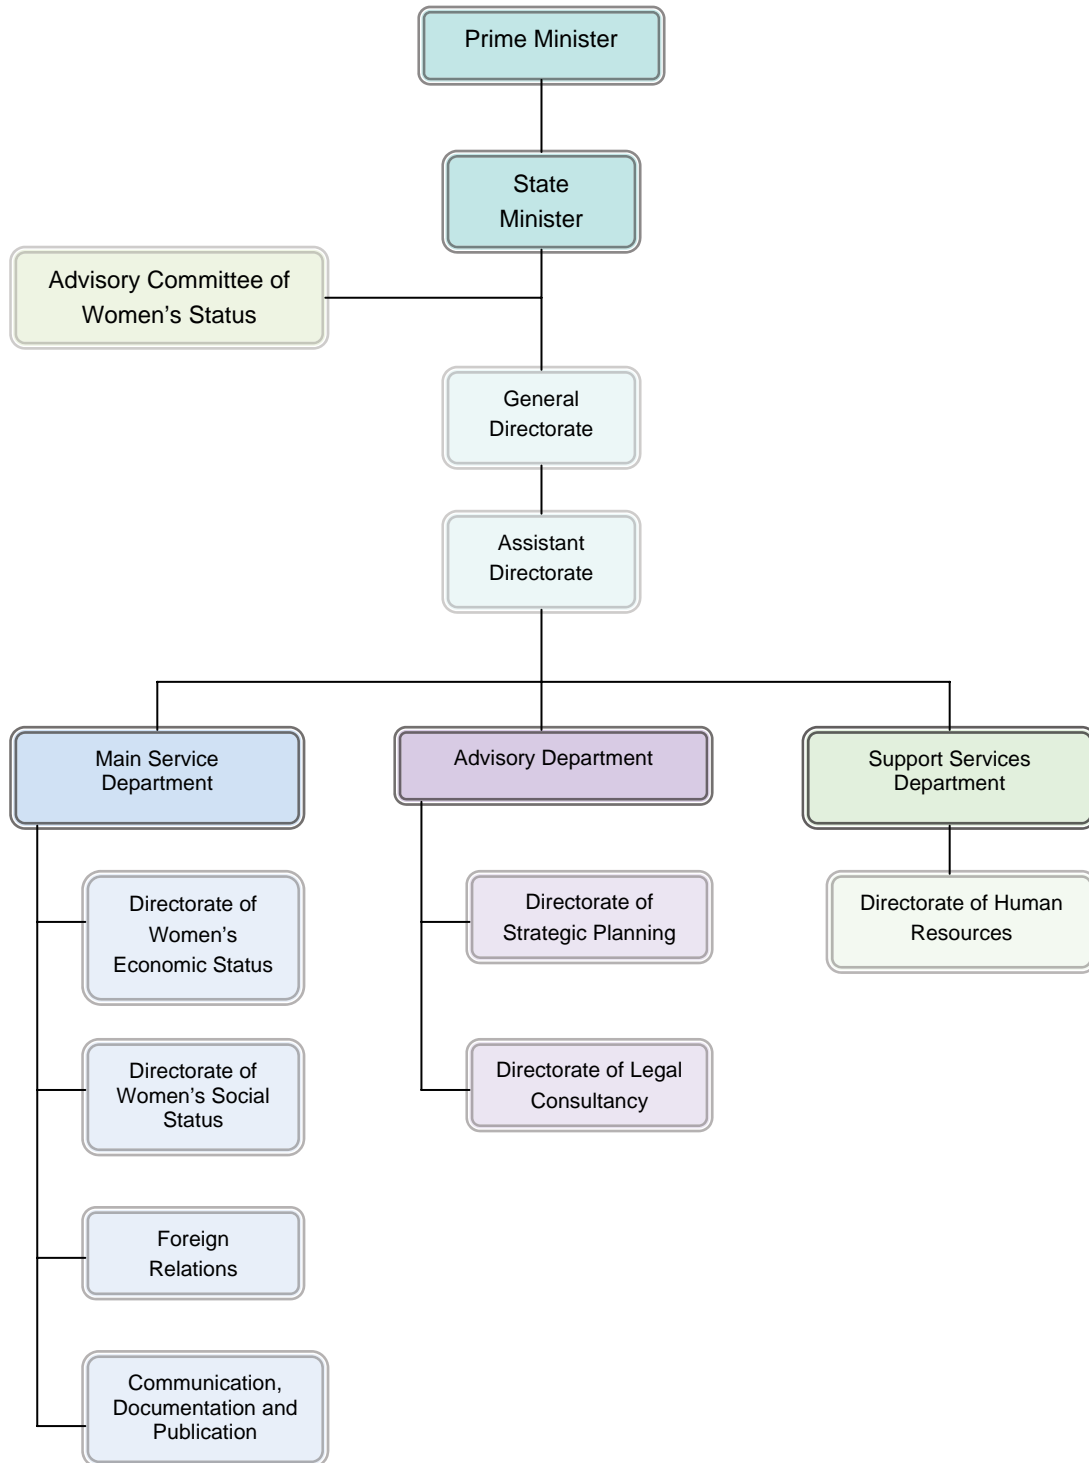 Prime Minister
State
Minister
Advisory Committee of
Women’s Status
General
Directorate
Assistant
Directorate
Main Service
Department
Advisory Department
Support Services
Department
Directorate of
Women’s
Economic Status
Directorate of
Strategic Planning
Directorate of Human
Resources
Directorate of
Women’s Social
Status
Directorate of Legal
Consultancy
Foreign
Relations
Communication,
Documentation and
Publication